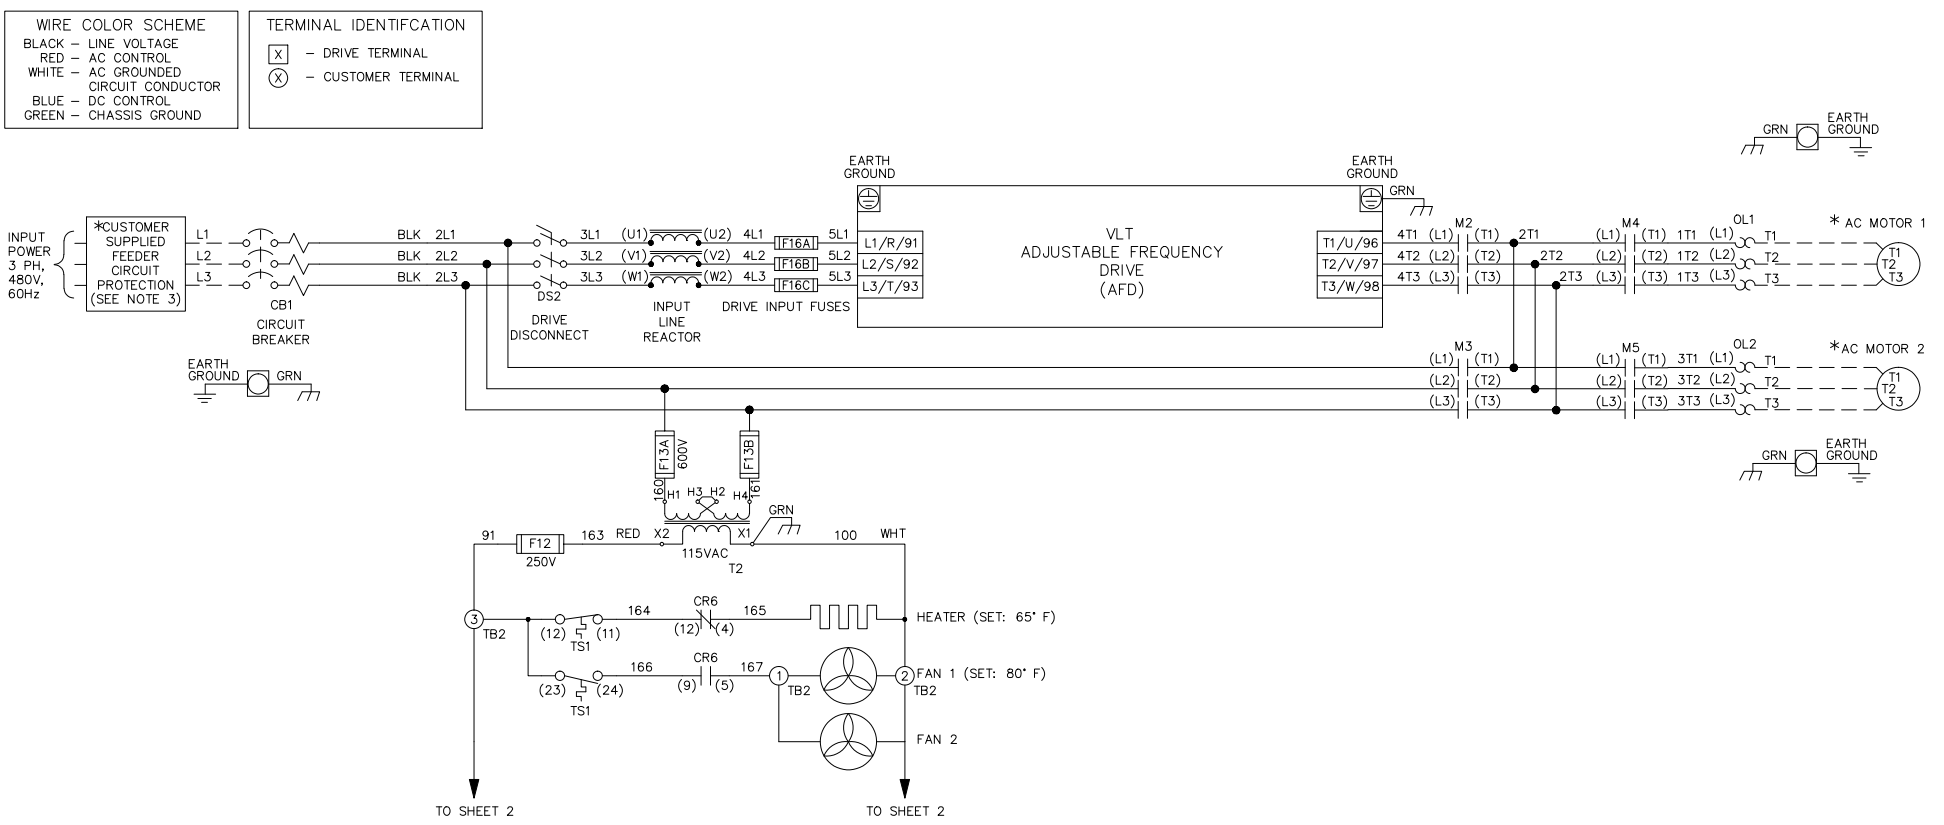 WIRE COLOR SCHEME
BLACK – LINE VOLTAGE
RED – AC CONTROL
WHITE – AC GROUNDED
CIRCUIT CONDUCTOR
BLUE – DC CONTROL
GREEN – CHASSIS GROUND
TERMINAL IDENTIFCATION
X – DRIVE TERMINAL
X – CUSTOMER TERMINAL
GRN
EARTH
GROUND
EARTH
GROUND
EARTH
GROUND
GRN
INPUT
POWER
3 PH,
480V,
60Hz
*CUSTOMER
SUPPLIED
FEEDER
CIRCUIT
PROTECTION
(SEE NOTE 3)
L1
L2
L3
CB1
CIRCUIT
BREAKER
BLK 2L1
BLK 2L2
BLK 2L3
DS2
DRIVE
DISCONNECT
3L1 (U1) (U2) 4L1 F16A 5L1 L1/R/91
3L2 (V1) (V2) 4L2 F16B 5L2 L2/S/92
3L3 (W1) (W2) 4L3 F16C 5L3 L3/T/93
INPUT
LINE
REACTOR
DRIVE INPUT FUSES
VLT
ADJUSTABLE FREQUENCY
DRIVE
(AFD)
M2 M4 OL1 * AC MOTOR 1
T1/U/96 4T1 (L1) (T1) 2T1 (L1) (T1) 1T1 (L1) T1 T1
T2/V/97 4T2 (L2) (T2) 2T2 (L2) (T2) 1T2 (L2) T2 T2
T3/W/98 4T3 (L3) (T3) 2T3 (L3) (T3) 1T3 (L3) T3 T3
M3 M5 OL2 *AC MOTOR 2
(L1) (T1) (L1) (T1) 3T1 (L1) T1 T1
(L2) (T2) (L2) (T2) 3T2 (L2) T2 T2
(L3) (T3) (L3) (T3) 3T3 (L3) T3 T3
EARTH
GROUND GRN
GRN
EARTH
GROUND
F13A
600V
F13B
160
161
H1 H3 H2 H4
GRN
91 F12 163 RED X2 X1 100 WHT
250V
115VAC
T2
3
TB2
(12) (11)
TS1
164
CR6
(12) (4)
165
HEATER (SET: 65° F)
(23) (24)
TS1
166
CR6
(9) (5)
167
1
TB2
2
TB2
FAN 1 (SET: 80° F)
FAN 2
TO SHEET 2
TO SHEET 2